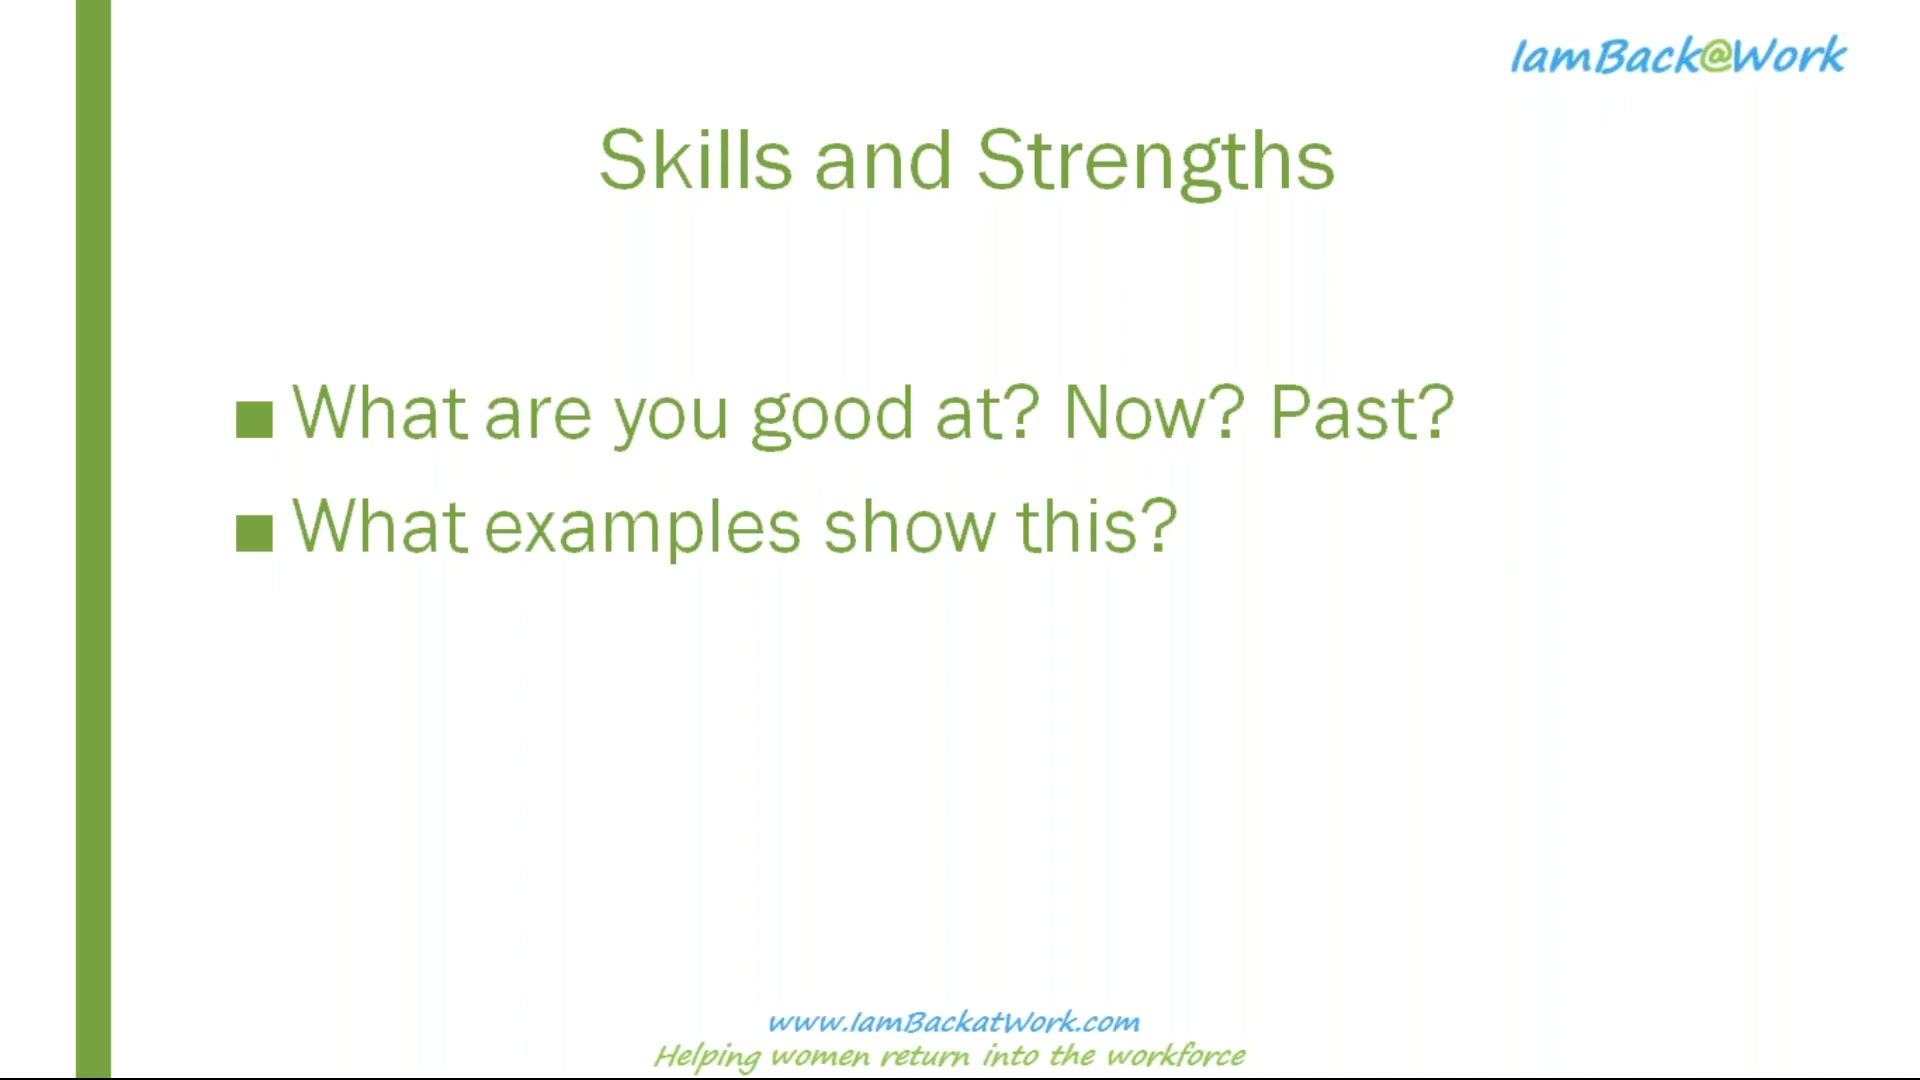 IamBack@Work
Skills and Strengths
■ What are you good at? Now? Past?
■ What examples show this?
www.IamBackatWork.com
Helping women return into the workforce